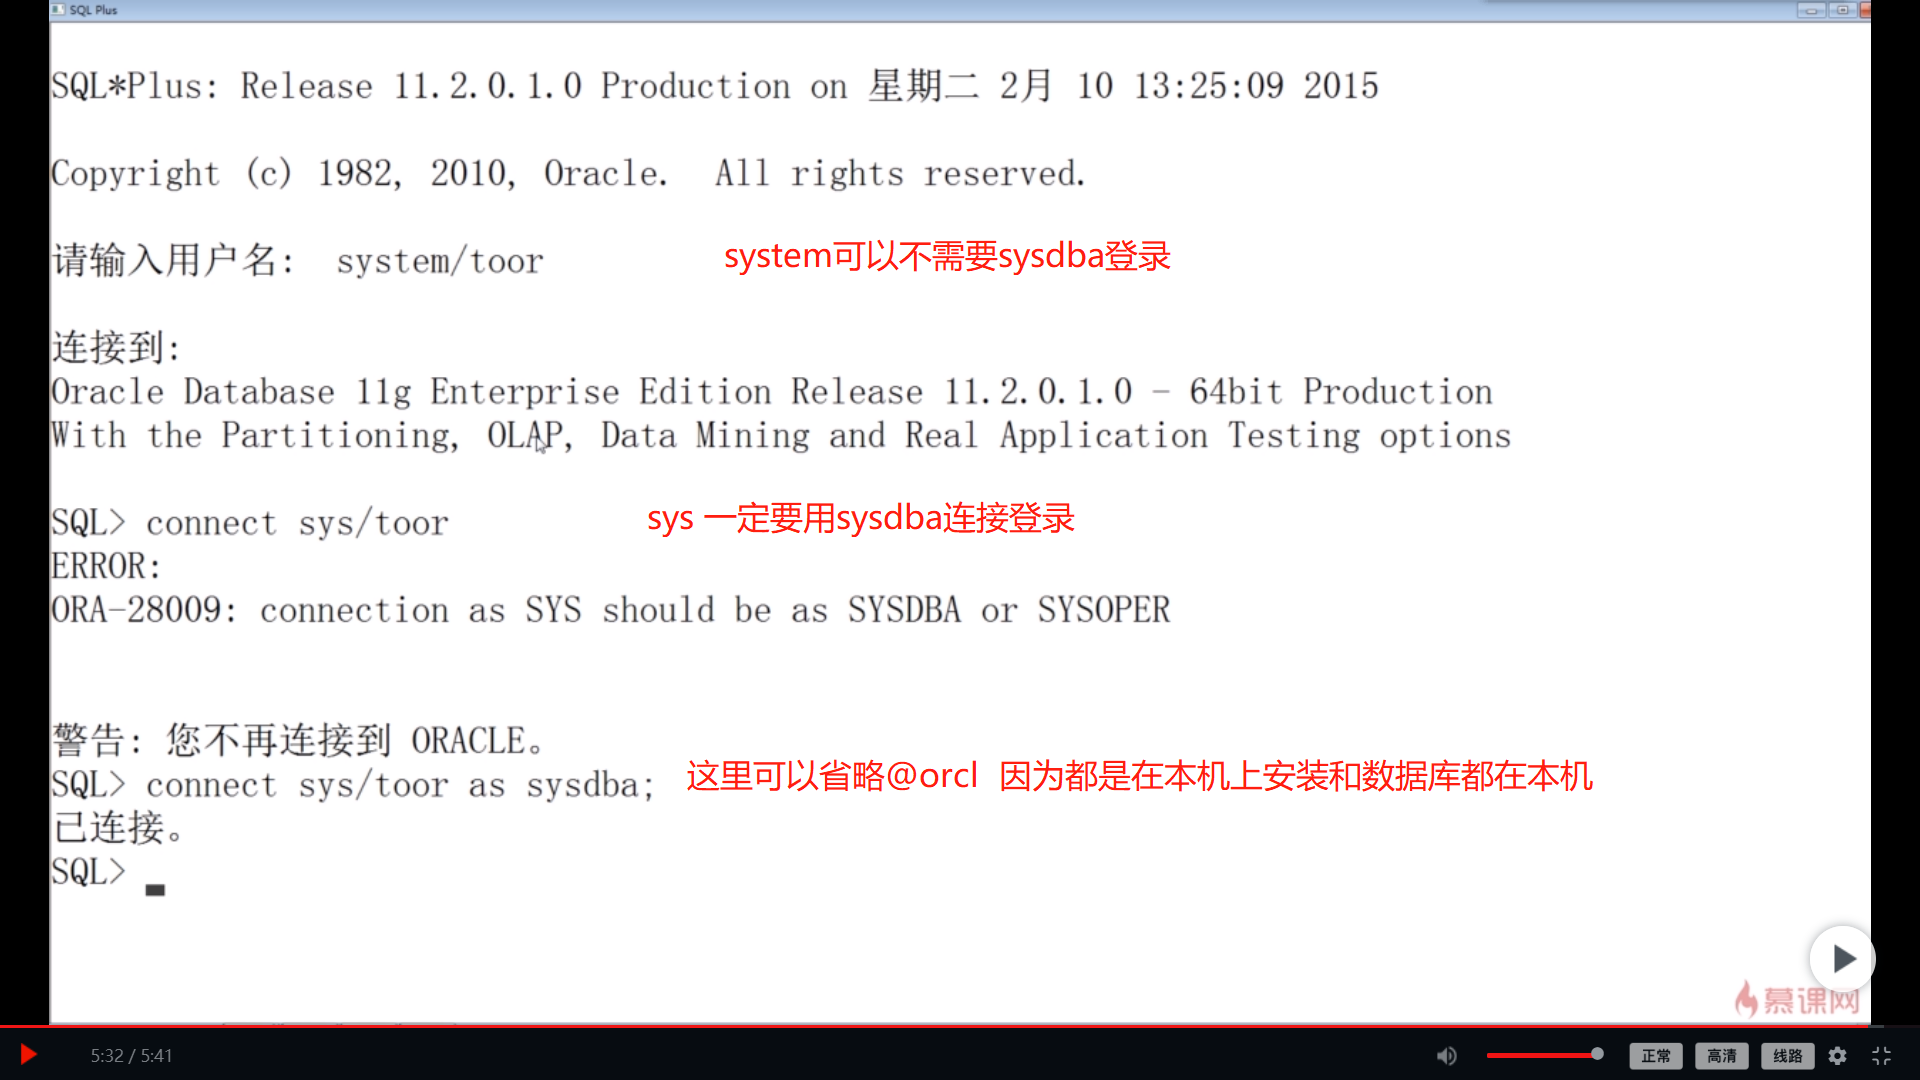 SQL Plus
SQL*Plus: Release 11.2.0.1.0 Production on 星期二 2月 10 13:25:09 2015
Copyright (c) 1982, 2010, Oracle.  All rights reserved.
请输入用户名:  system/toor
system可以不需要sysdba登录
连接到:
Oracle Database 11g Enterprise Edition Release 11.2.0.1.0 - 64bit Production
With the Partitioning, OLAP, Data Mining and Real Application Testing options
SQL> connect sys/toor
sys 一定要用sysdba连接登录
ERROR:
ORA-28009: connection as SYS should be as SYSDBA or SYSOPER
警告: 您不再连接到 ORACLE。
SQL> connect sys/toor as sysdba;
这里可以省略@orcl  因为都是在本机上安装和数据库都在本机
已连接。
SQL>
慕课网
5:32 / 5:41
正常
高清
线路